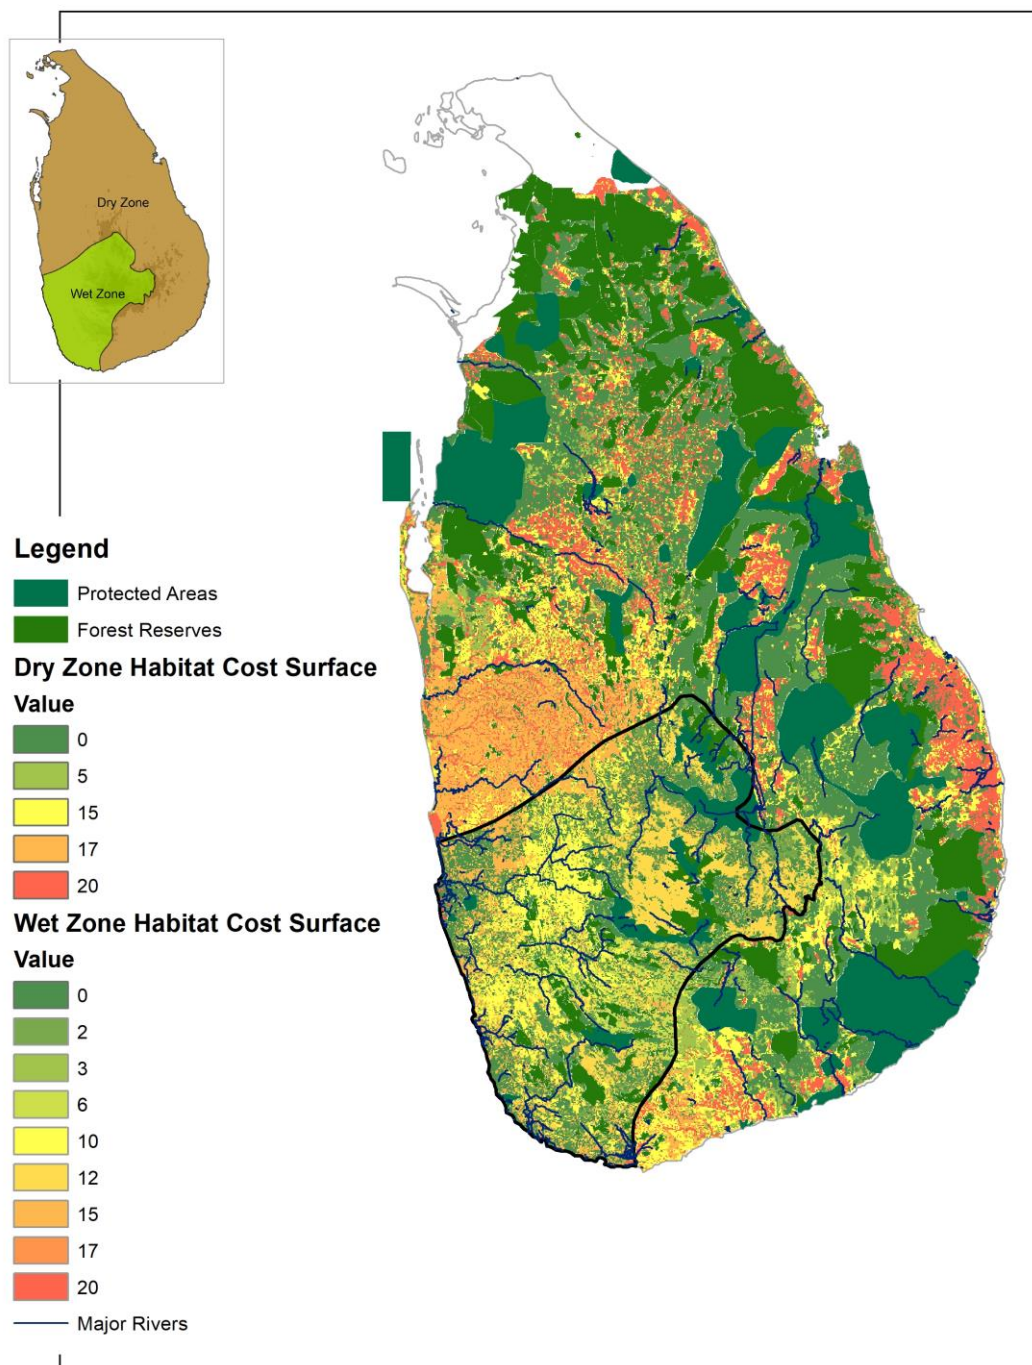 Dry Zone
Wet Zone
Legend
Protected Areas
Forest Reserves
Dry Zone Habitat Cost Surface
Value
0
5
15
17
20
Wet Zone Habitat Cost Surface
Value
0
2
3
6
10
12
15
17
20
Major Rivers